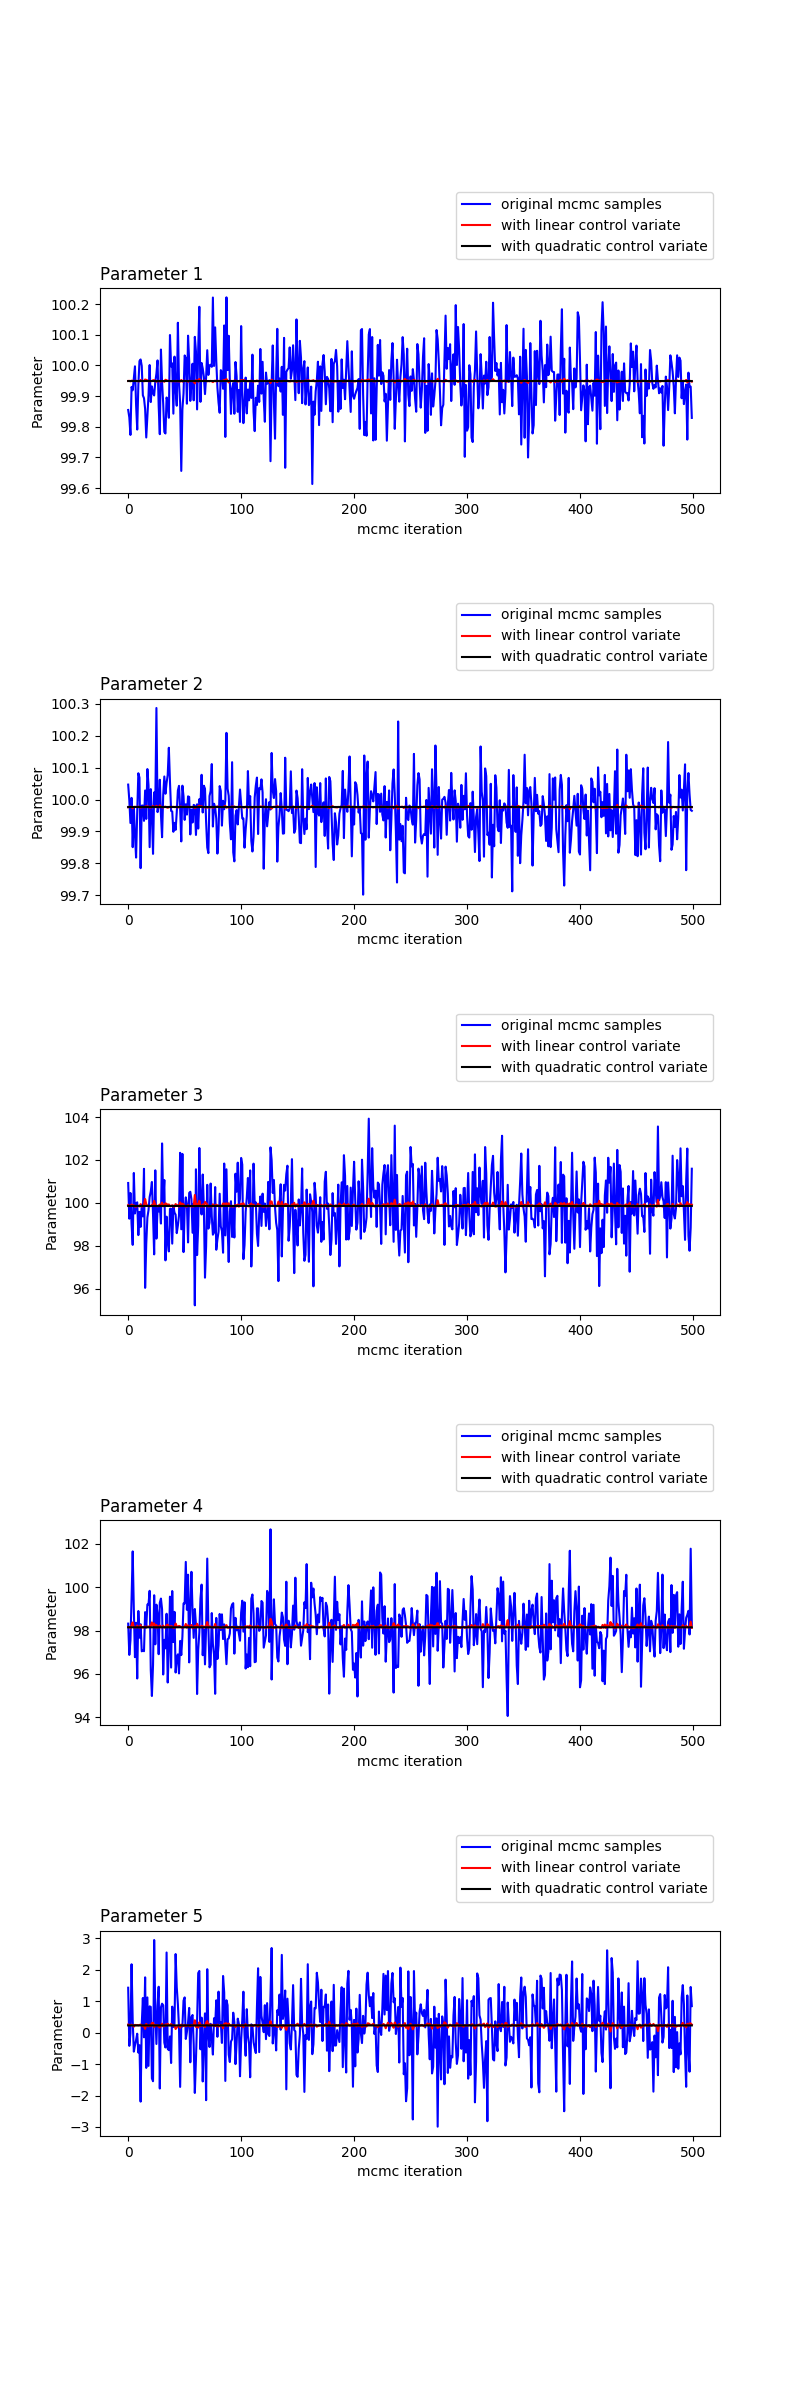 original mcmc samples
with linear control variate
with quadratic control variate
Parameter 1
100.2
100.1
100.0
99.9
99.8
99.7
99.6
Parameter
0 100 200 300 400 500
mcmc iteration
original mcmc samples
with linear control variate
with quadratic control variate
Parameter 2
100.3
100.2
100.1
100.0
99.9
99.8
99.7
Parameter
0 100 200 300 400 500
mcmc iteration
original mcmc samples
with linear control variate
with quadratic control variate
Parameter 3
104
102
100
98
96
Parameter
0 100 200 300 400 500
mcmc iteration
original mcmc samples
with linear control variate
with quadratic control variate
Parameter 4
102
100
98
96
94
Parameter
0 100 200 300 400 500
mcmc iteration
original mcmc samples
with linear control variate
with quadratic control variate
Parameter 5
3
2
1
0
−1
−2
−3
Parameter
0 100 200 300 400 500
mcmc iteration